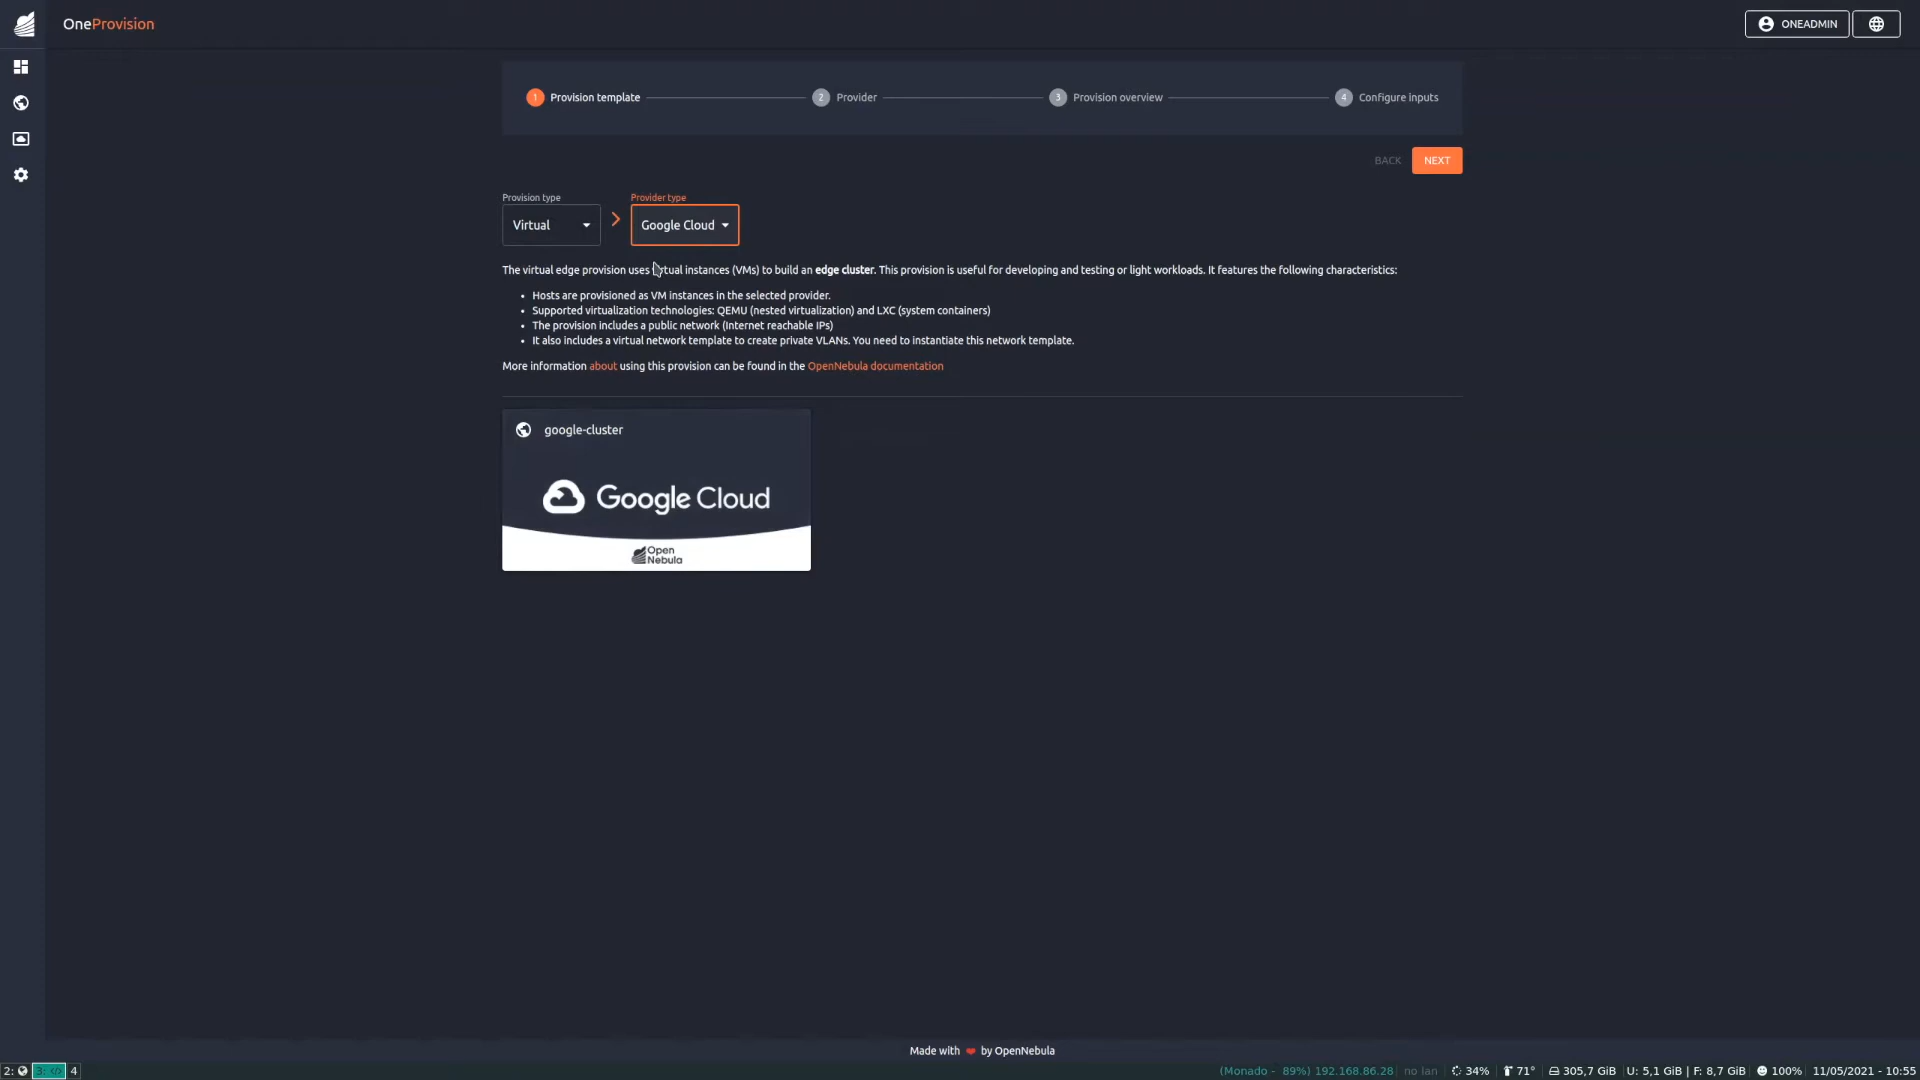 OneProvision
ONEADMIN
1 Provision template
2 Provider
3 Provision overview
4 Configure inputs
BACK
NEXT
Provision type
Provider type
Virtual
Google Cloud
The virtual edge provision uses virtual instances (VMs) to build an edge cluster. This provision is useful for developing and testing or light workloads. It features the following characteristics:
• Hosts are provisioned as VM instances in the selected provider.
• Supported virtualization technologies: QEMU (nested virtualization) and LXC (system containers)
• The provision includes a public network (Internet reachable IPs)
• It also includes a virtual network template to create private VLANs. You need to instantiate this network template.
More information about using this provision can be found in the OpenNebula documentation
google-cluster
Google Cloud
Open
Nebula
Made with ❤ by OpenNebula
2: 3: </> 4 (Monado - 89%) 192.168.86.28 no lan 34% 71° 305,7 GiB U: 5,1 GiB | F: 8,7 GiB 100% 11/05/2021 - 10:55